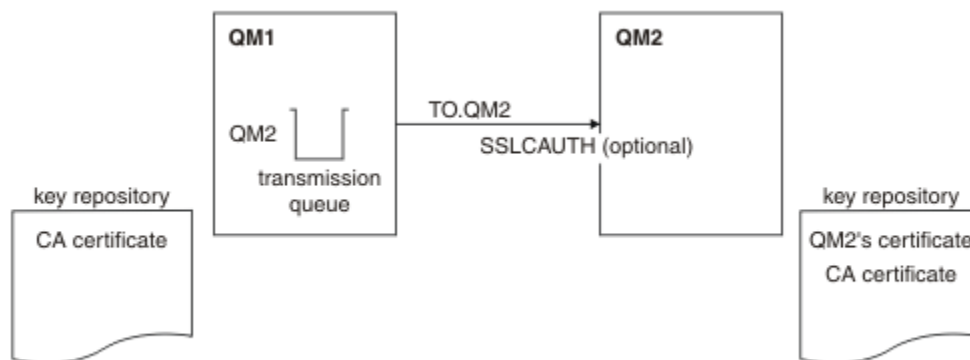 QM1
QM2
TO.QM2
QM2
SSLCAUTH (optional)
transmission
queue
key repository
key repository
CA certificate
QM2's certificate
CA certificate